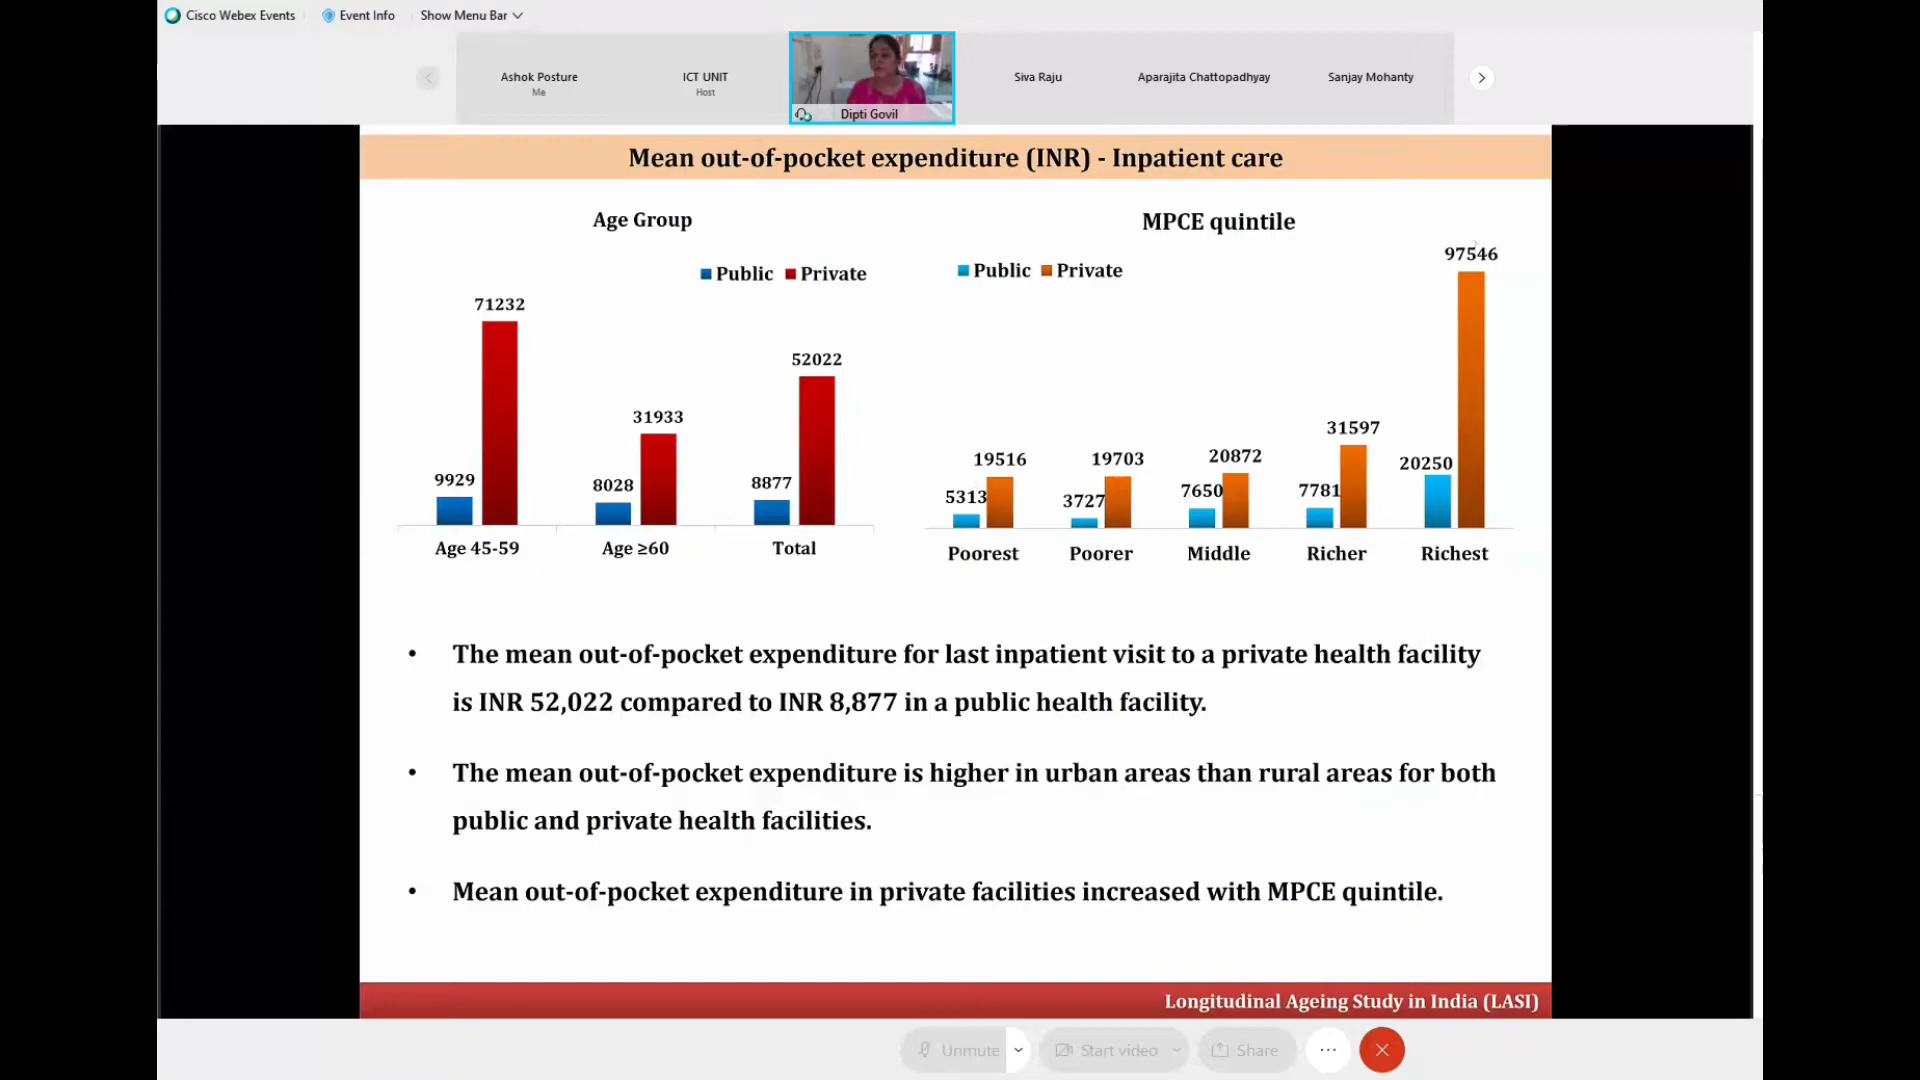 Cisco Webex Events
Event Info
Show Menu Bar
Ashok Posture
Me
ICT UNIT
Host
Dipti Govil
Siva Raju
Aparajita Chattopadhyay
Sanjay Mohanty
Mean out-of-pocket expenditure (INR) - Inpatient care
Age Group
Public Private
71232
52022
31933
9929
8028
8877
Age 45-59
Age ≥60
Total
MPCE quintile
Public Private
97546
31597
20250
19516
19703
20872
5313
3727
7650
7781
Poorest
Poorer
Middle
Richer
Richest
• The mean out-of-pocket expenditure for last inpatient visit to a private health facility
is INR 52,022 compared to INR 8,877 in a public health facility.
• The mean out-of-pocket expenditure is higher in urban areas than rural areas for both
public and private health facilities.
• Mean out-of-pocket expenditure in private facilities increased with MPCE quintile.
Longitudinal Ageing Study in India (LASI)
Unmute
Start video
Share